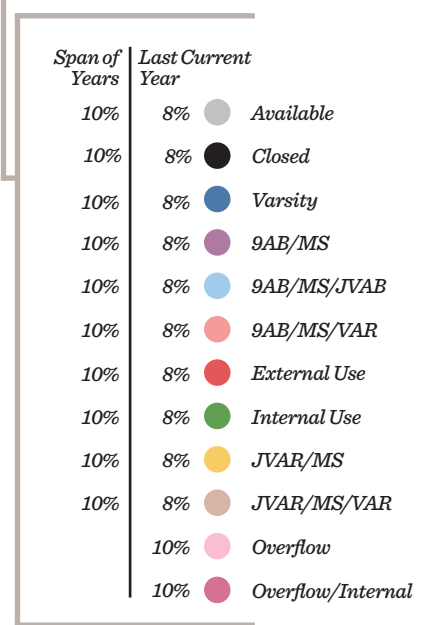 Span of Years | Last Current Year
10% 8% Available
10% 8% Closed
10% 8% Varsity
10% 8% 9AB/MS
10% 8% 9AB/MS/JVAB
10% 8% 9AB/MS/VAR
10% 8% External Use
10% 8% Internal Use
10% 8% JVAR/MS
10% 8% JVAR/MS/VAR
10% Overflow
10% Overflow/Internal